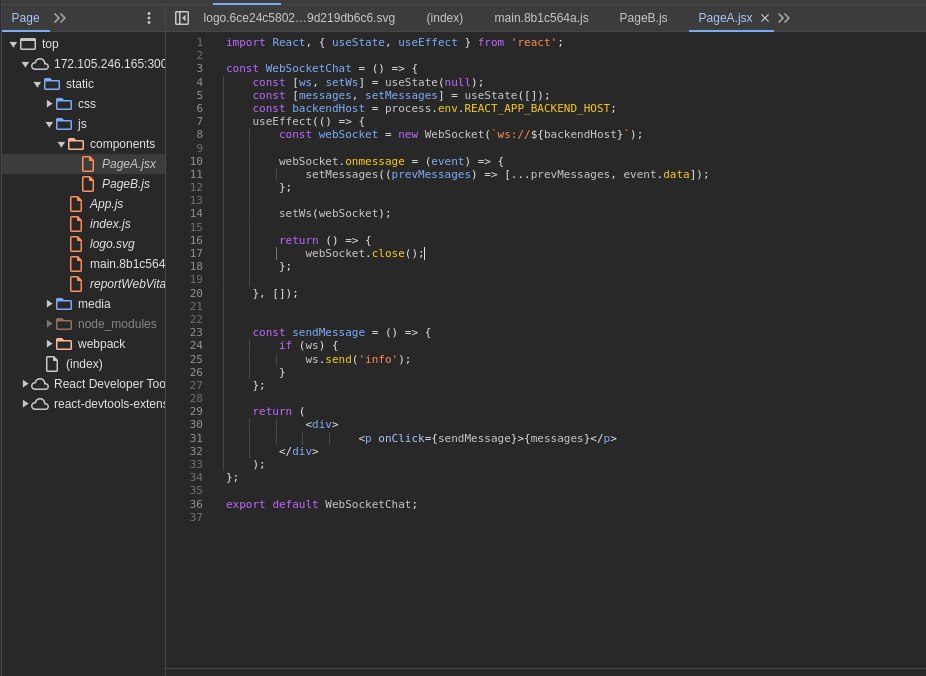 Page
logo.6ce24c5802…9d219db6c6.svg (index) main.8b1c564a.js PageB.js PageA.jsx
top
172.105.246.165:300
static
css
js
components
PageA.jsx
PageB.js
App.js
index.js
logo.svg
main.8b1c564
reportWebVita
media
node_modules
webpack
(index)
React Developer Too
react-devtools-extens
1 import React, { useState, useEffect } from 'react';
2
3 const WebSocketChat = () => {
4 const [ws, setWs] = useState(null);
5 const [messages, setMessages] = useState([]);
6 const backendHost = process.env.REACT_APP_BACKEND_HOST;
7 useEffect(() => {
8 const webSocket = new WebSocket(`ws://${backendHost}`);
9
10 webSocket.onmessage = (event) => {
11 setMessages((prevMessages) => [...prevMessages, event.data]);
12 };
13
14 setWs(webSocket);
15
16 return () => {
17 webSocket.close();
18 };
19
20 }, []);
21
22
23 const sendMessage = () => {
24 if (ws) {
25 ws.send('info');
26 }
27 };
28
29 return (
30 <div>
31 <p onClick={sendMessage}>{messages}</p>
32 </div>
33 );
34 };
35
36 export default WebSocketChat;
37